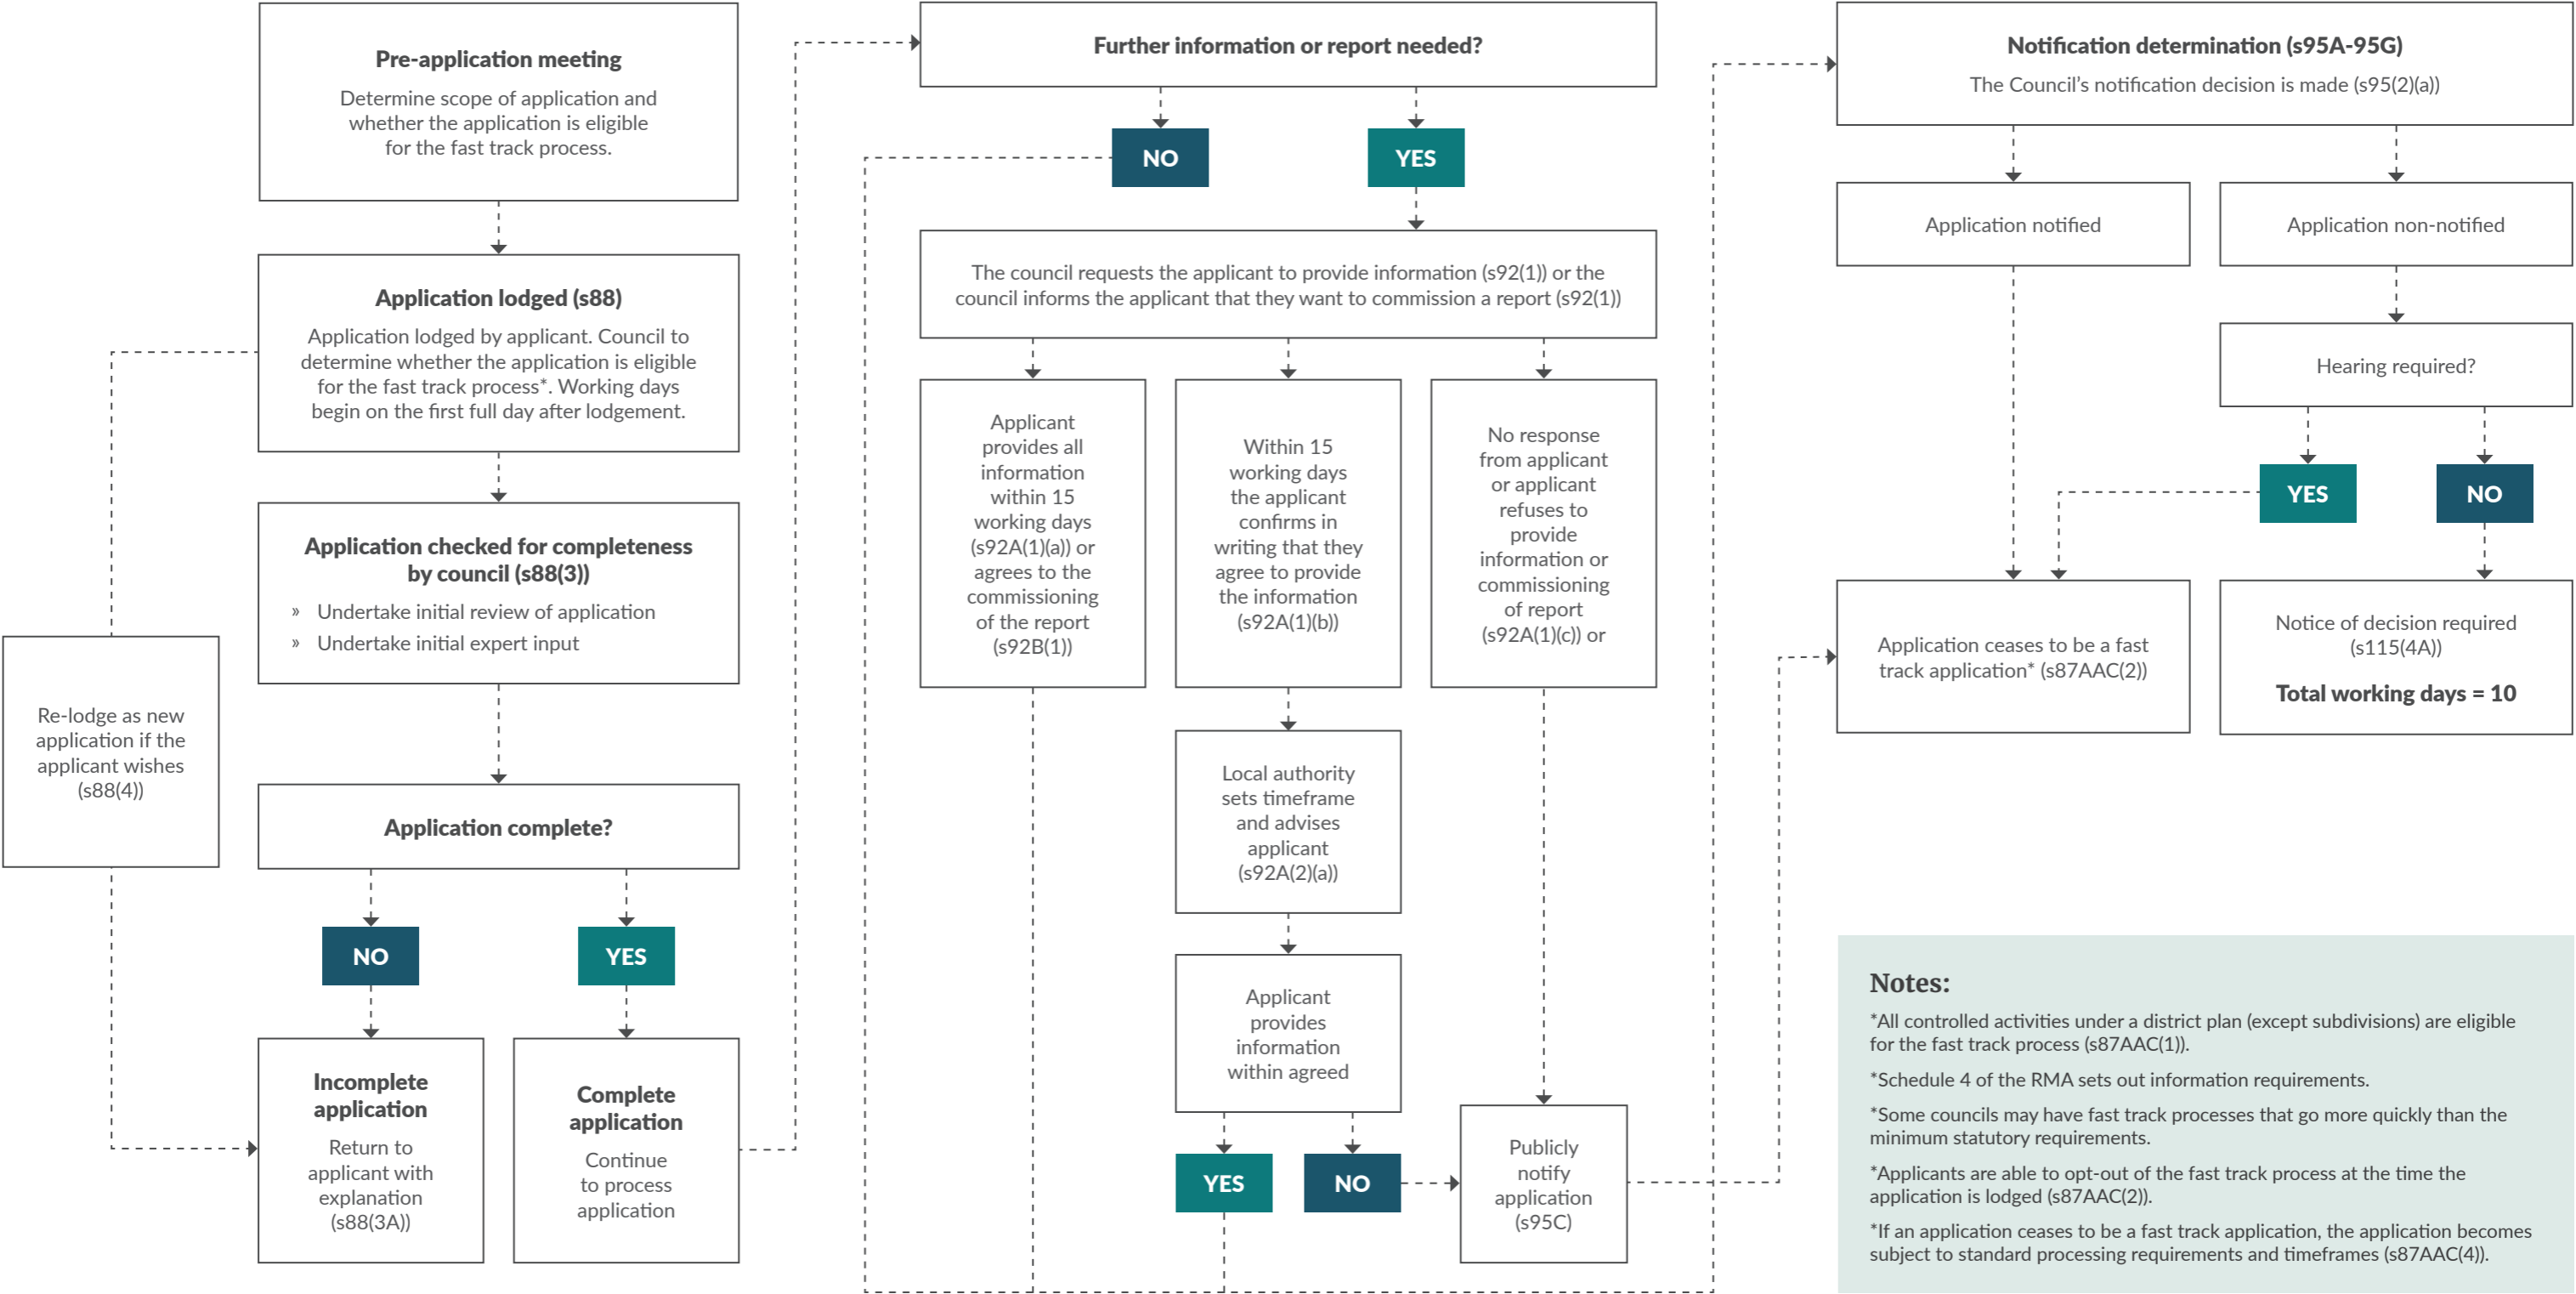 Pre-application meeting
Determine scope of application and
whether the application is eligible
for the fast track process.
Application lodged (s88)
Application lodged by applicant. Council to
determine whether the application is eligible
for the fast track process*. Working days
begin on the first full day after lodgement.
Application checked for completeness
by council (s88(3))
» Undertake initial review of application
» Undertake initial expert input
Re-lodge as new
application if the
applicant wishes
(s88(4))
Application complete?
NO
YES
Incomplete
application
Return to
applicant with
explanation
(s88(3A))
Complete
application
Continue
to process
application
Further information or report needed?
NO
YES
The council requests the applicant to provide information (s92(1)) or the
council informs the applicant that they want to commission a report (s92(1))
Applicant
provides all
information
within 15
working days
(s92A(1)(a)) or
agrees to the
commissioning
of the report
(s92B(1))
Within 15
working days
the applicant
confirms in
writing that they
agree to provide
the information
(s92A(1)(b))
No response
from applicant
or applicant
refuses to
provide
information or
commissioning
of report
(s92A(1)(c)) or
Local authority
sets timeframe
and advises
applicant
(s92A(2)(a))
Applicant
provides
information
within agreed
YES
NO
Publicly
notify
application
(s95C)
Notification determination (s95A-95G)
The Council's notification decision is made (s95(2)(a))
Application notified
Application non-notified
Hearing required?
YES
NO
Application ceases to be a fast
track application* (s87AAC(2))
Notice of decision required
(s115(4A))
Total working days = 10
Notes:
*All controlled activities under a district plan (except subdivisions) are eligible
for the fast track process (s87AAC(1)).
*Schedule 4 of the RMA sets out information requirements.
*Some councils may have fast track processes that go more quickly than the
minimum statutory requirements.
*Applicants are able to opt-out of the fast track process at the time the
application is lodged (s87AAC(2)).
*If an application ceases to be a fast track application, the application becomes
subject to standard processing requirements and timeframes (s87AAC(4)).